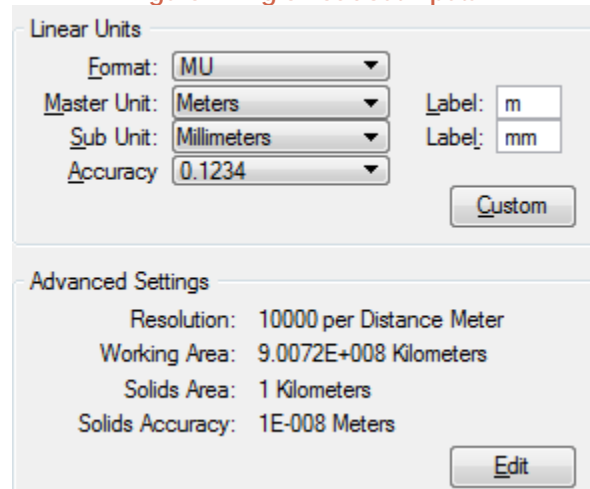 Linear Units
Format: MU
Master Unit: Meters Label: m
Sub Unit: Millimeters Label: mm
Accuracy 0.1234
Custom
Advanced Settings
Resolution: 10000 per Distance Meter
Working Area: 9.0072E+008 Kilometers
Solids Area: 1 Kilometers
Solids Accuracy: 1E-008 Meters
Edit